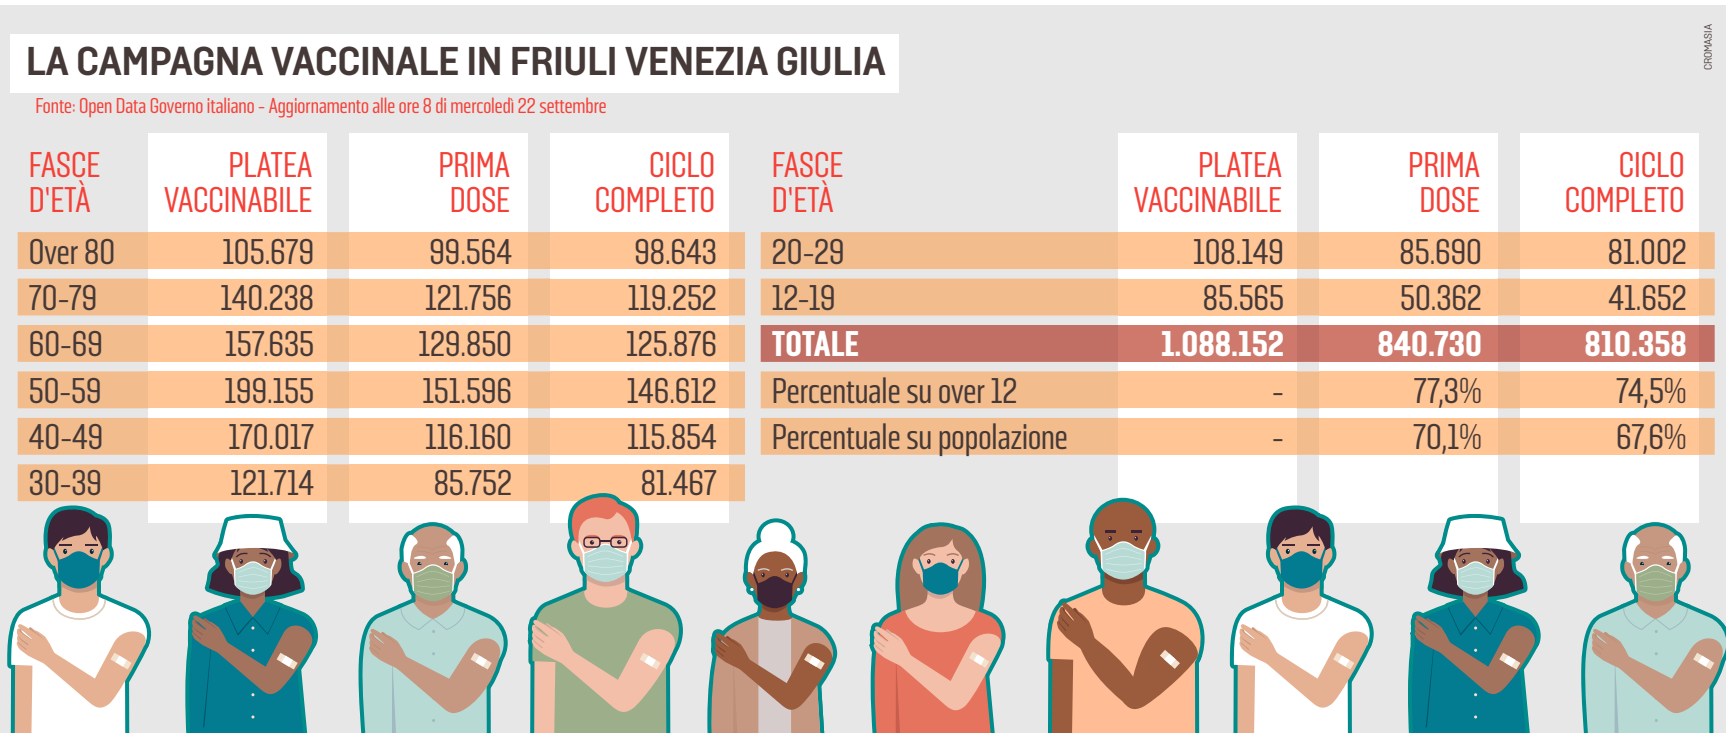 LA CAMPAGNA VACCINALE IN FRIULI VENEZIA GIULIA
Fonte: Open Data Governo italiano - Aggiornamento alle ore 8 di mercoledì 22 settembre
CROMASIA
FASCE D'ETÀ PLATEA VACCINABILE PRIMA DOSE CICLO COMPLETO
Over 80 105.679 99.564 98.643
70-79 140.238 121.756 119.252
60-69 157.635 129.850 125.876
50-59 199.155 151.596 146.612
40-49 170.017 116.160 115.854
30-39 121.714 85.752 81.467
FASCE D'ETÀ PLATEA VACCINABILE PRIMA DOSE CICLO COMPLETO
20-29 108.149 85.690 81.002
12-19 85.565 50.362 41.652
TOTALE 1.088.152 840.730 810.358
Percentuale su over 12 - 77,3% 74,5%
Percentuale su popolazione - 70,1% 67,6%